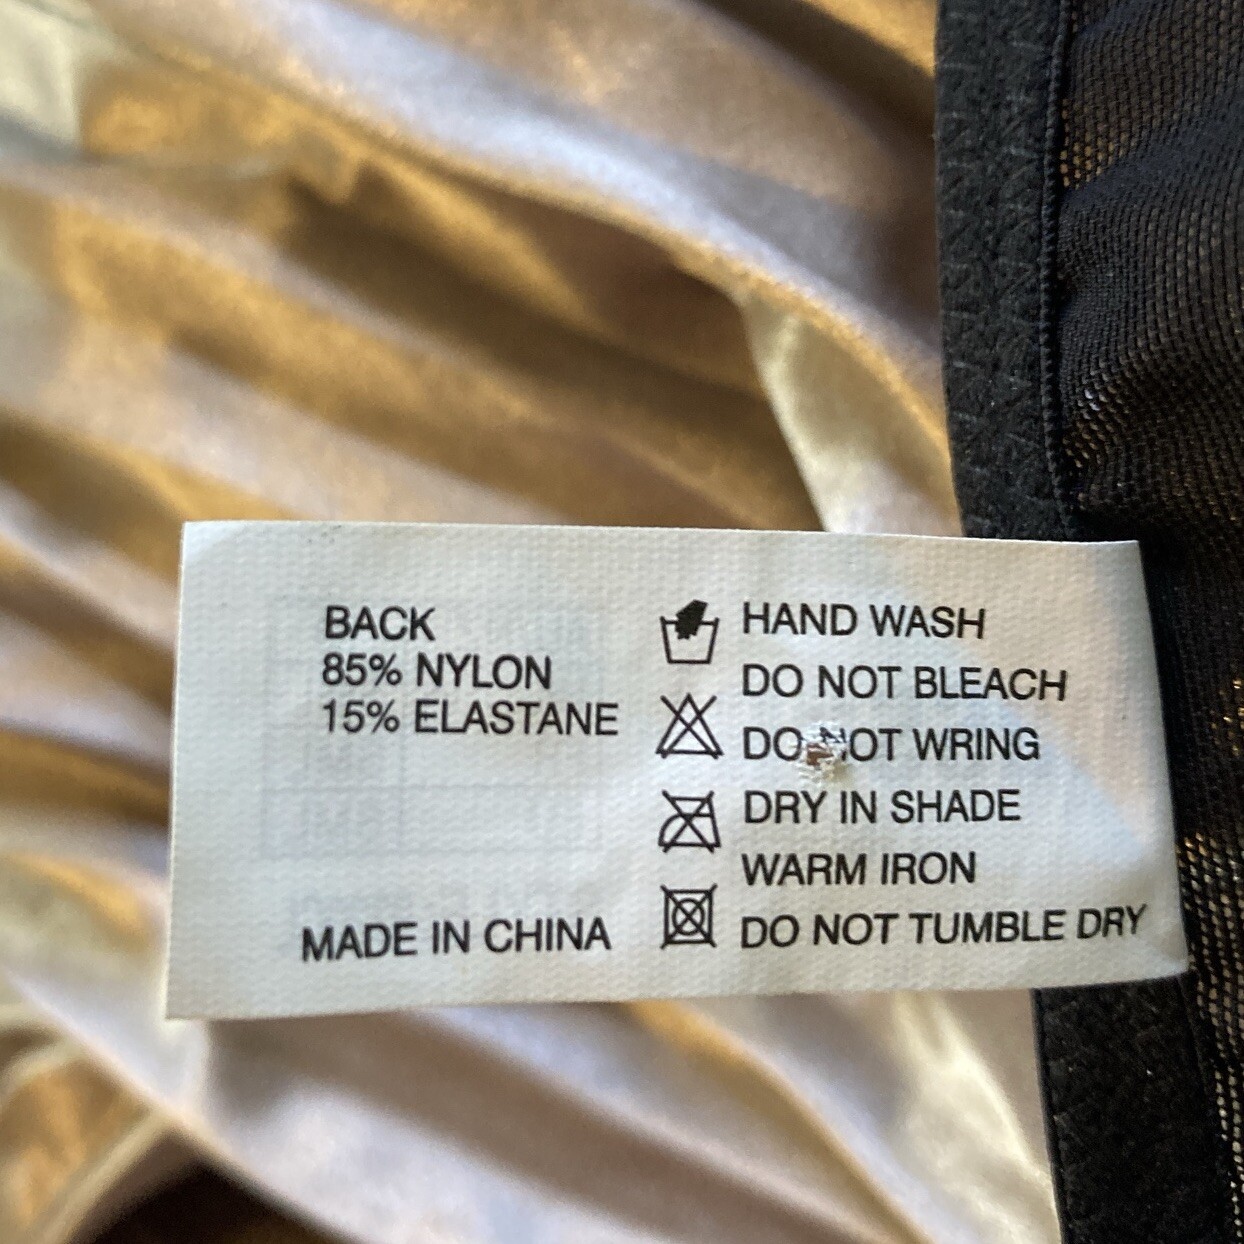 BACK
85% NYLON
15% ELASTANE
MADE IN CHINA
HAND WASH
DO NOT BLEACH
DO NOT WRING
DRY IN SHADE
WARM IRON
DO NOT TUMBLE DRY